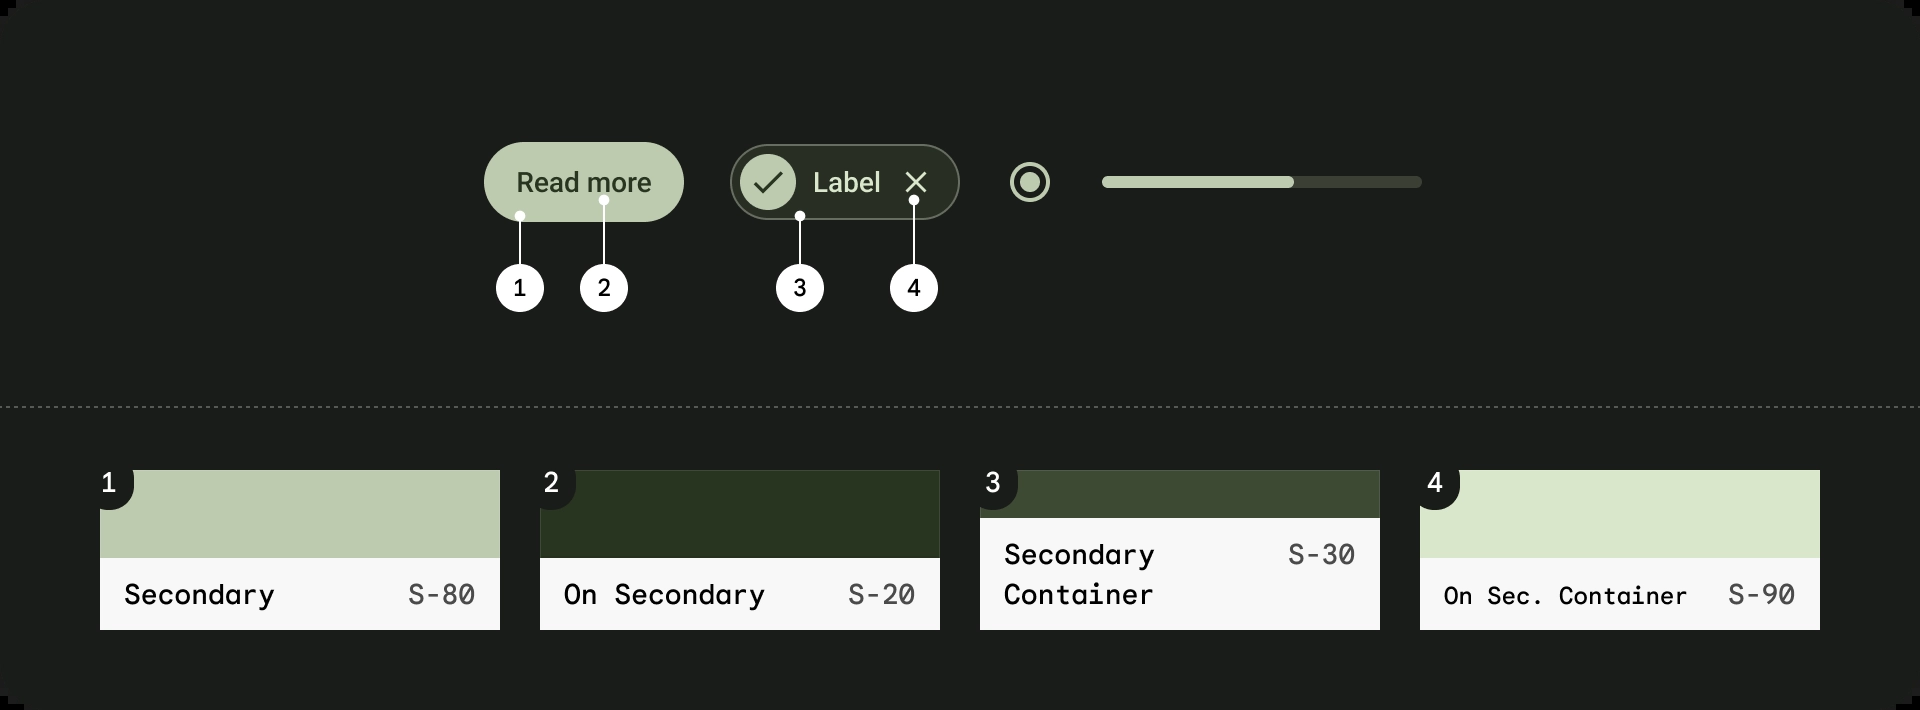 Read more
Label
1
2
3
4
1
2
3
4
Secondary S-80
On Secondary S-20
Secondary S-30
Container
On Sec. Container S-90